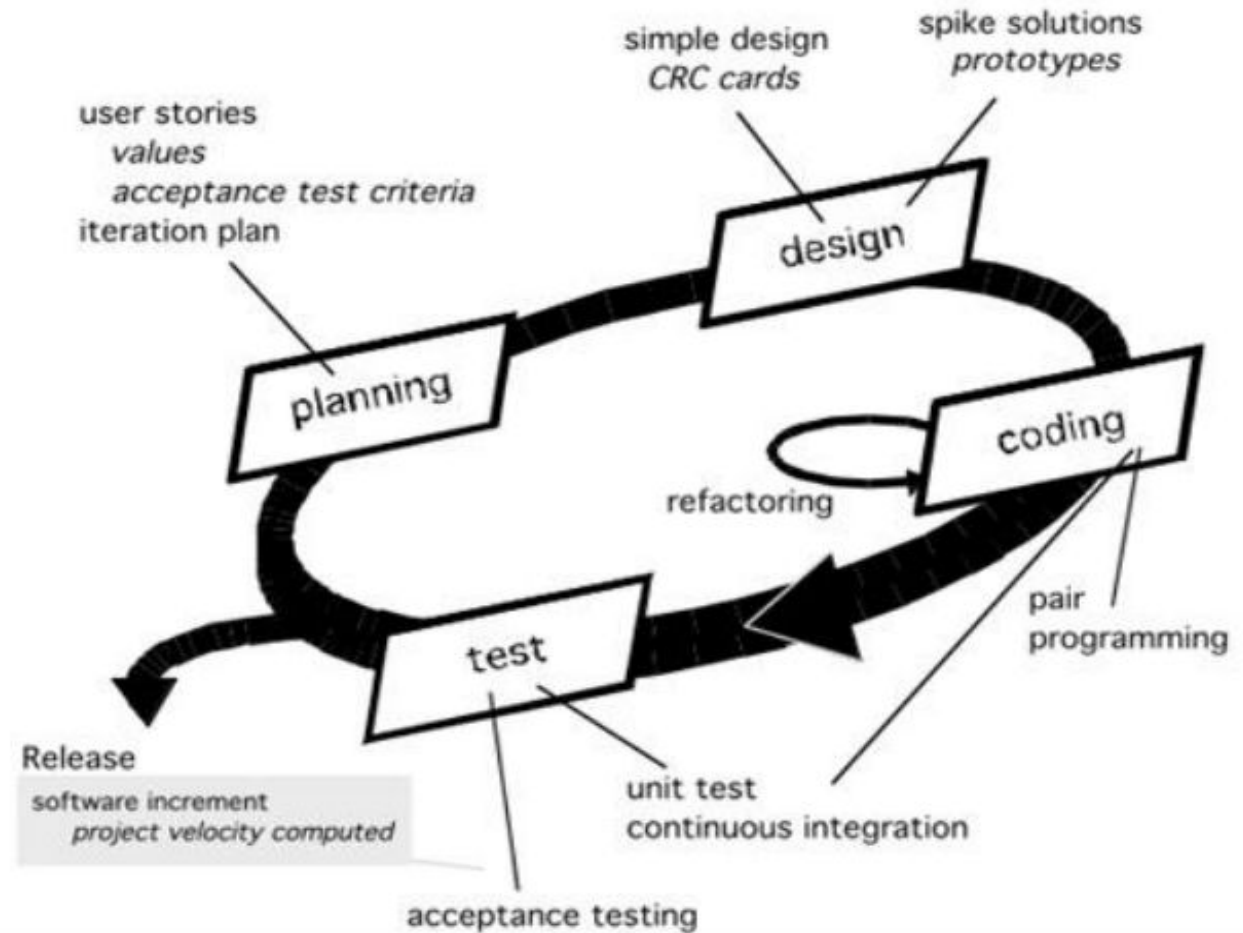 simple design
CRC cards
spike solutions
prototypes
user stories
values
acceptance test criteria
iteration plan
design
planning
coding
refactoring
test
pair
programming
Release
software increment
project velocity computed
unit test
continuous integration
acceptance testing